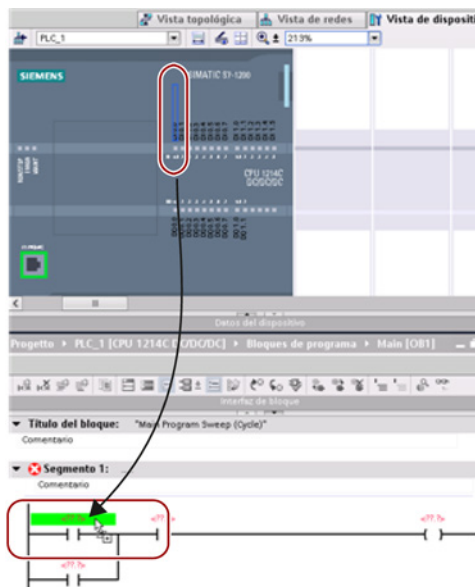 Vista topológica Vista de redes Vista de dispositi
PLC_1 213%
SIEMENS SIMATIC S7-1200
CPU 1214C
DC/DC/DC
Datos del dispositivo
Progetto PLC_1 [CPU 1214C DC/DC/DC] Bloques de programa Main [OB1]
Interfaz de bloque
Título del bloque: "Main Program Sweep (Cycle)"
Comentario
Segmento 1: ...
Comentario
<??.?> <??.?> <??.?>
<??.?>